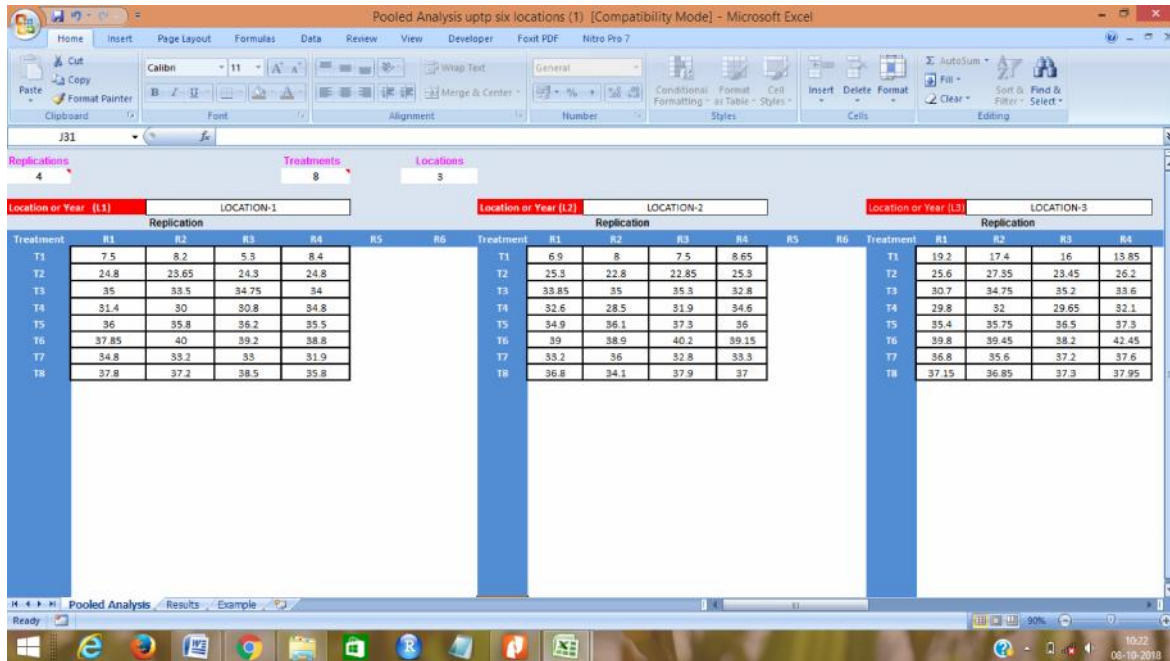 Pooled Analysis uptp six locations (1) [Compatibility Mode] - Microsoft Excel
Home Insert Page Layout Formulas Data Review View Developer Foxit PDF Nitro Pro 7
Cut Calibri 11 Wrap Text General Σ AutoSum
Copy Fill
Paste Format Painter Merge & Center Conditional Formatting Format as Table Cell Styles Insert Delete Format Clear Sort & Filter Find & Select
Clipboard Font Alignment Number Styles Cells Editing
J31 fx
Replications Treatments Locations
4 8 3
Location or Year (L1) LOCATION-1 Location or Year (L2) LOCATION-2 Location or Year (L3) LOCATION-3
Replication Replication Replication
Treatment R1 R2 R3 R4 R5 R6 Treatment R1 R2 R3 R4 R5 R6 Treatment R1 R2 R3 R4
T1 7.5 8.2 5.3 8.4 T1 6.9 8 7.5 8.65 T1 19.2 17.4 16 13.85
T2 24.8 23.65 24.3 24.8 T2 25.3 22.8 22.85 25.3 T2 25.6 27.35 23.45 26.2
T3 35 33.5 34.75 34 T3 33.85 35 35.3 32.8 T3 30.7 34.75 35.2 33.6
T4 31.4 30 30.8 34.8 T4 32.6 28.5 31.9 34.6 T4 29.8 32 29.65 32.1
T5 36 35.8 36.2 35.5 T5 34.9 36.1 37.3 36 T5 35.4 35.75 36.5 37.3
T6 37.85 40 39.2 38.8 T6 39 38.9 40.2 39.15 T6 39.8 39.45 38.2 42.45
T7 34.8 33.2 33 31.9 T7 33.2 36 32.8 33.3 T7 36.8 35.6 37.2 37.6
T8 37.8 37.2 38.5 35.8 T8 36.8 34.1 37.9 37 T8 37.15 36.85 37.3 37.95
Pooled Analysis Results Example
Ready 90%
10:22
08-10-2018